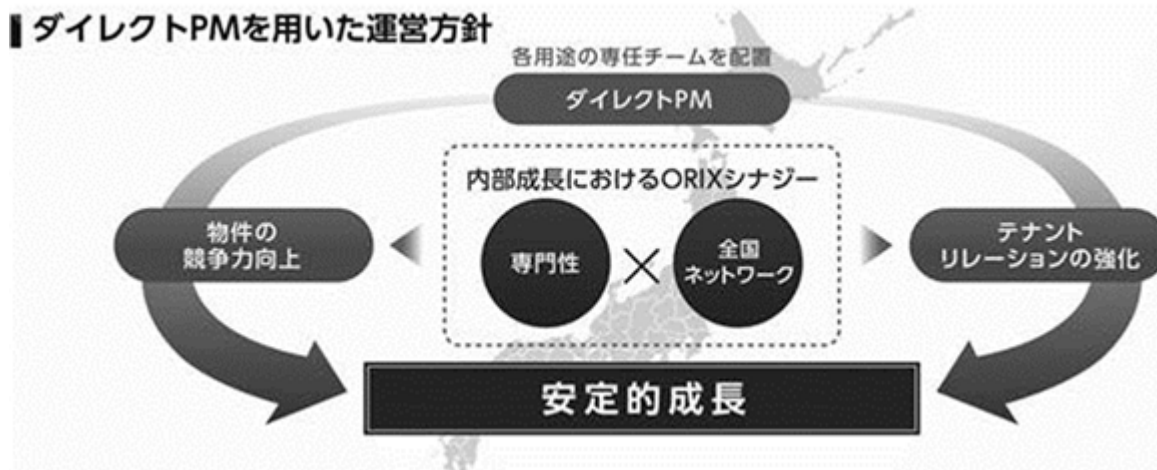 ダイレクトPMを用いた運営方針
各用途の専任チームを配置
ダイレクトPM
内部成長におけるORIXシナジー
物件の
競争力向上
専門性
×
全国
ネットワーク
テナント
リレーションの強化
安定的成長